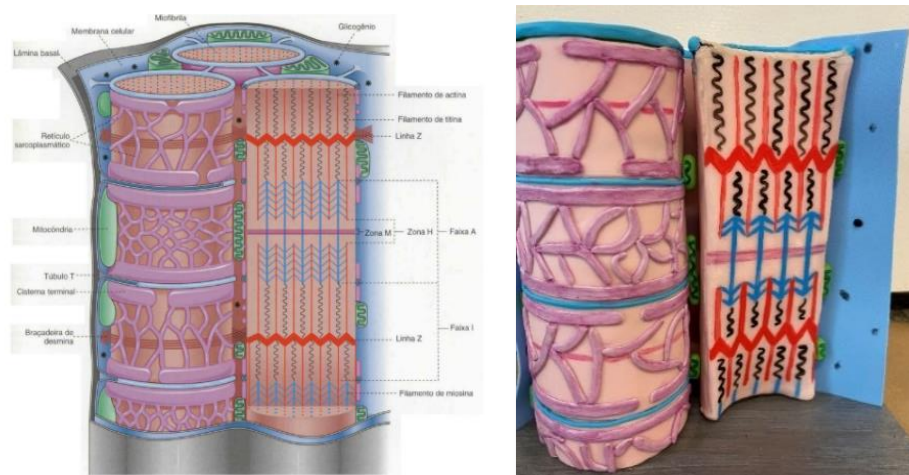 Miofibrila
Membrana celular
Glicogênio
Lâmina basal
Filamento de actina
Filamento de titina
Linha Z
Retículo
sarcoplasmático
Mitocôndria
Zona M
Zona H
Faixa A
Túbulo T
Cisterna terminal
Braçadeira de
desmina
Faixa I
Linha Z
Filamento de miosina